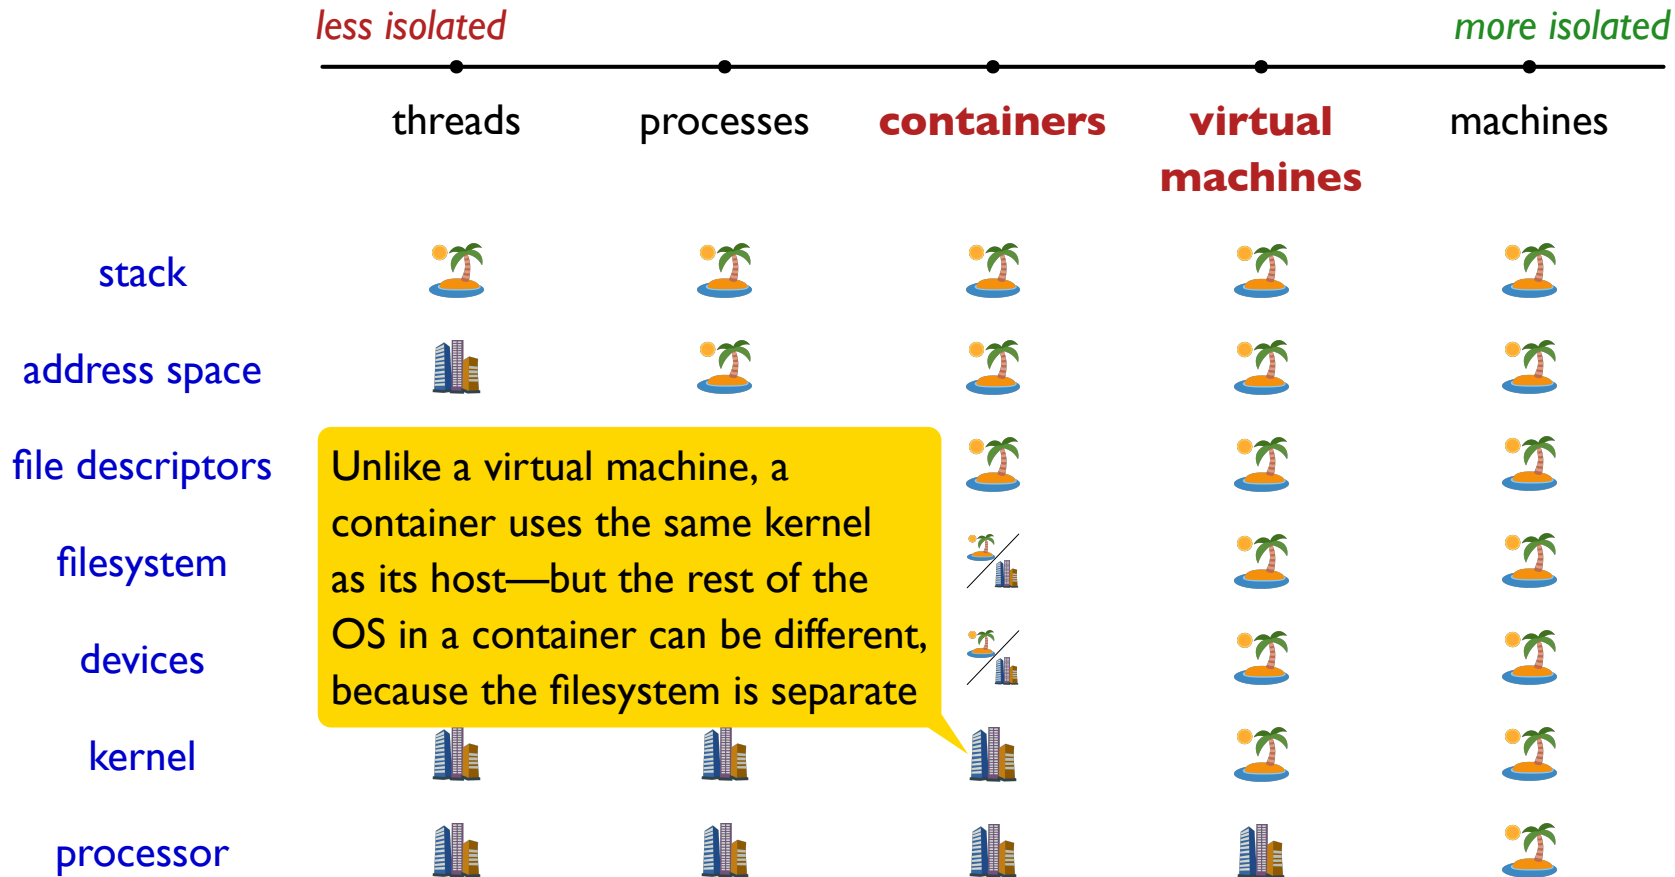 less isolated
more isolated
threads
processes
containers
virtual
machines
machines
stack
address space
file descriptors
Unlike a virtual machine, a
container uses the same kernel
as its host—but the rest of the
OS in a container can be different,
because the filesystem is separate
filesystem
devices
kernel
processor